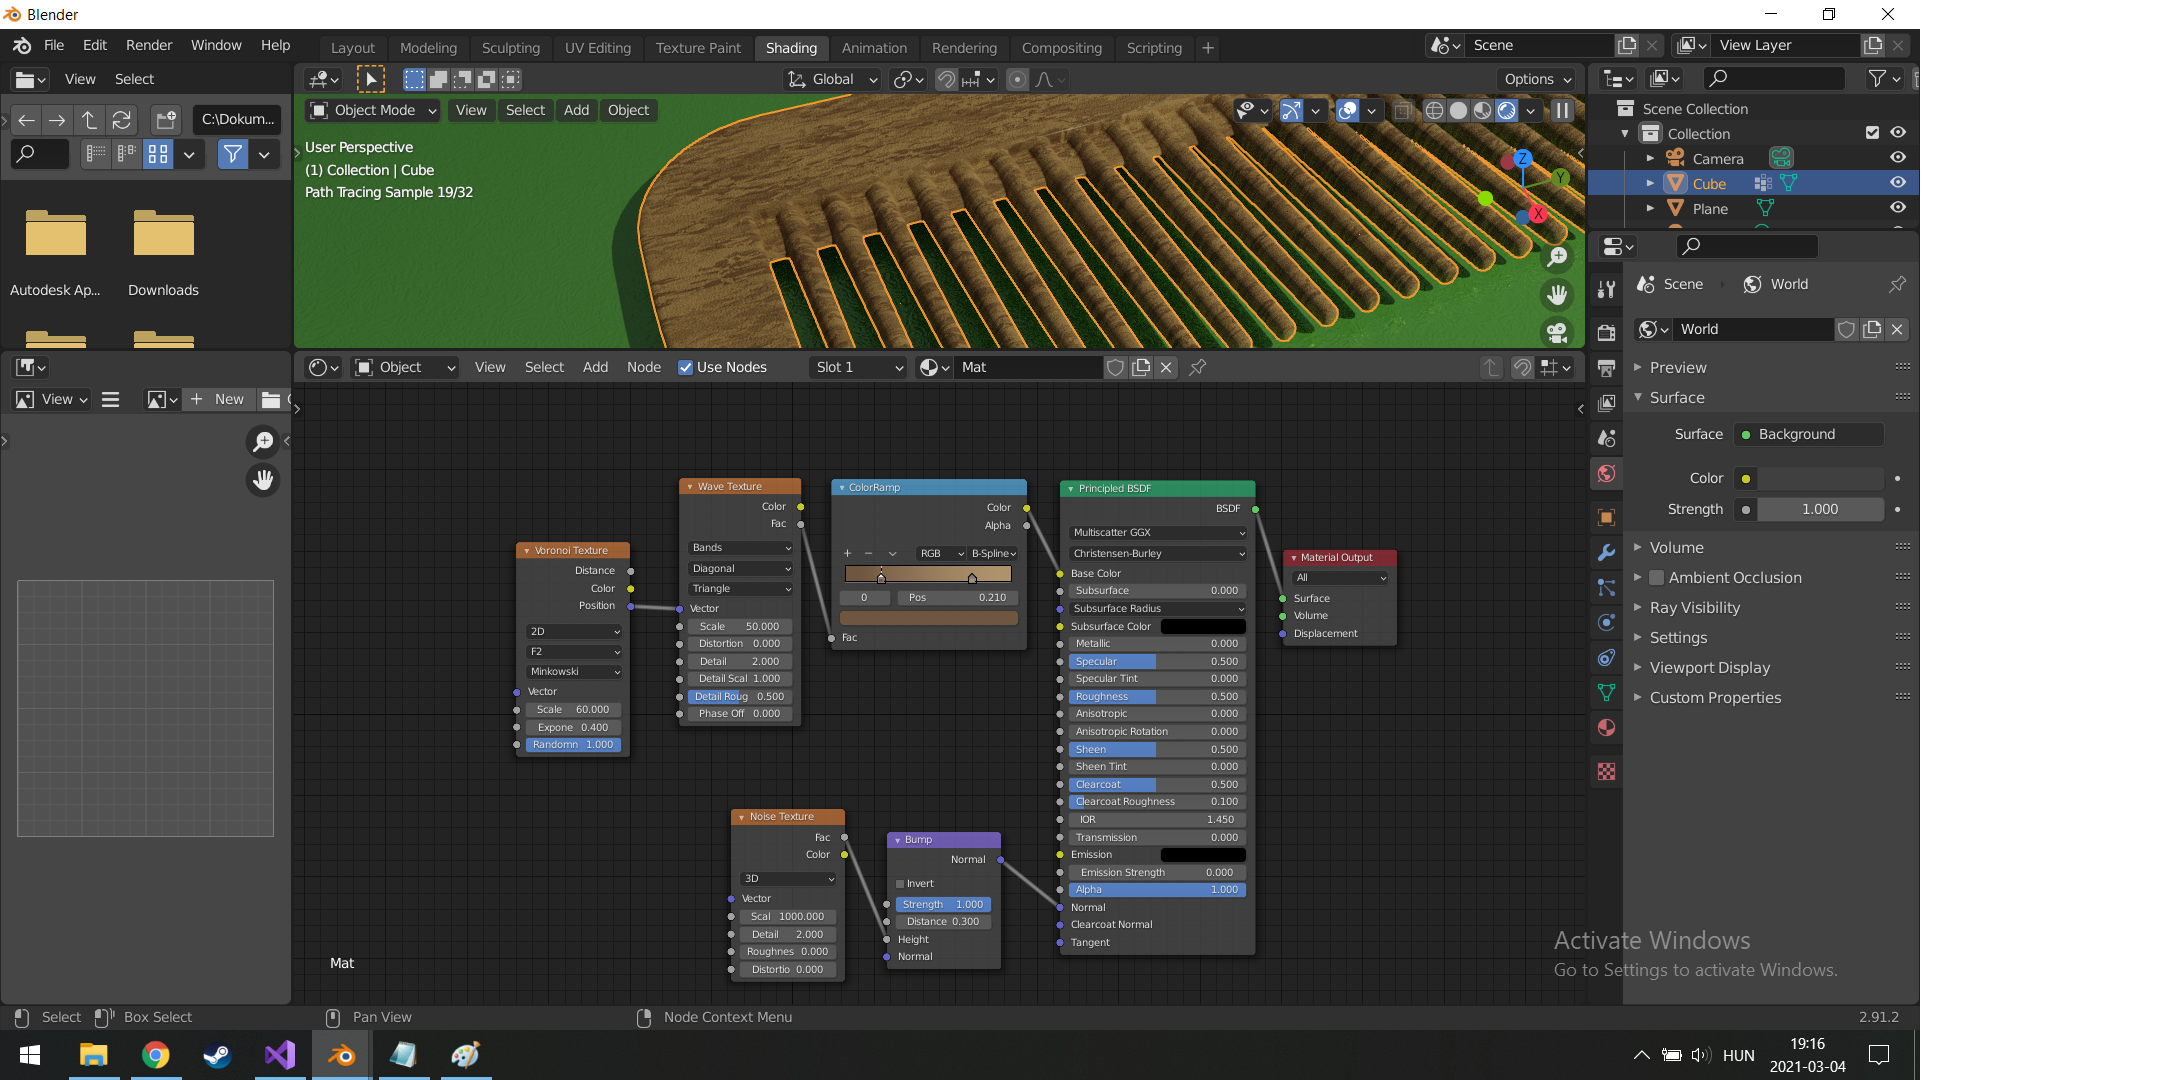 Blender
File Edit Render Window Help Layout Modeling Sculpting UV Editing Texture Paint Shading Animation Rendering Compositing Scripting + Scene View Layer
View Select Global Options
C:\Dokum... Object Mode View Select Add Object
User Perspective
(1) Collection | Cube
Path Tracing Sample 19/32
Z
Y
X
Autodesk Ap... Downloads
Scene Collection
Collection
Camera
Cube
Plane
Scene World
World
Preview
Surface
Surface Background
Color
Strength 1.000
Volume
Ambient Occlusion
Ray Visibility
Settings
Viewport Display
Custom Properties
Object View Select Add Node Use Nodes Slot 1 Mat
View + New
Voronoi Texture
Distance
Color
Position
2D
F2
Minkowski
Vector
Scale 60.000
Expone 0.400
Randomn 1.000
Wave Texture
Color
Fac
Bands
Diagonal
Triangle
Vector
Scale 50.000
Distortion 0.000
Detail 2.000
Detail Scal 1.000
Detail Roug 0.500
Phase Off 0.000
ColorRamp
Color
Alpha
+ − RGB B-Spline
0 Pos 0.210
Fac
Noise Texture
Fac
Color
3D
Vector
Scal 1000.000
Detail 2.000
Roughnes 0.000
Distortio 0.000
Bump
Normal
Invert
Strength 1.000
Distance 0.300
Height
Normal
Principled BSDF
BSDF
Multiscatter GGX
Christensen-Burley
Base Color
Subsurface 0.000
Subsurface Radius
Subsurface Color
Metallic 0.000
Specular 0.500
Specular Tint 0.000
Roughness 0.500
Anisotropic 0.000
Anisotropic Rotation 0.000
Sheen 0.500
Sheen Tint 0.000
Clearcoat 0.500
Clearcoat Roughness 0.100
IOR 1.450
Transmission 0.000
Emission
Emission Strength 0.000
Alpha 1.000
Normal
Clearcoat Normal
Tangent
Material Output
All
Surface
Volume
Displacement
Mat
Activate Windows
Go to Settings to activate Windows.
Select Box Select Pan View Node Context Menu 2.91.2
HUN
19:16
2021-03-04